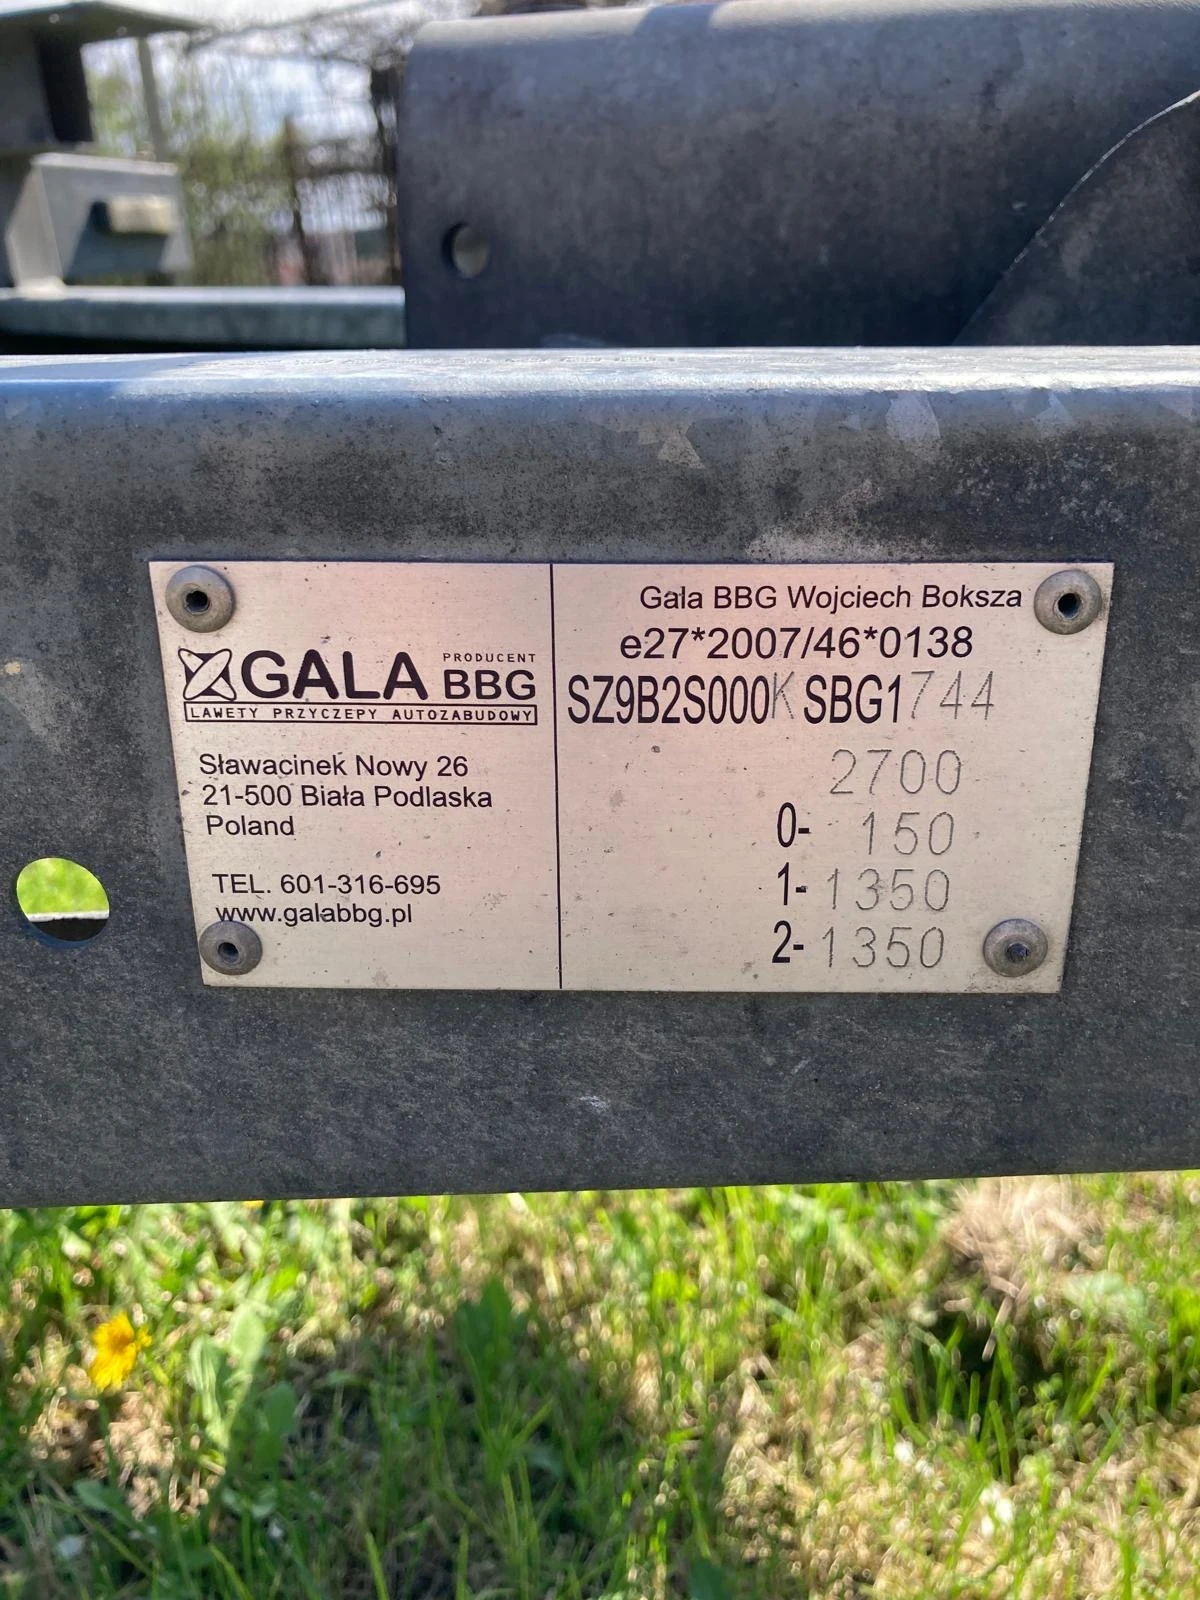 GALA PRODUCENT BBG
LAWETY PRZYCZEPY AUTOZABUDOWY
Sławacinek Nowy 26
21-500 Biała Podlaska
Poland
TEL. 601-316-695
www.galabbg.pl
Gala BBG Wojciech Boksza
e27*2007/46*0138
SZ9B2S000KSBG1744
2700
0- 150
1- 1350
2- 1350